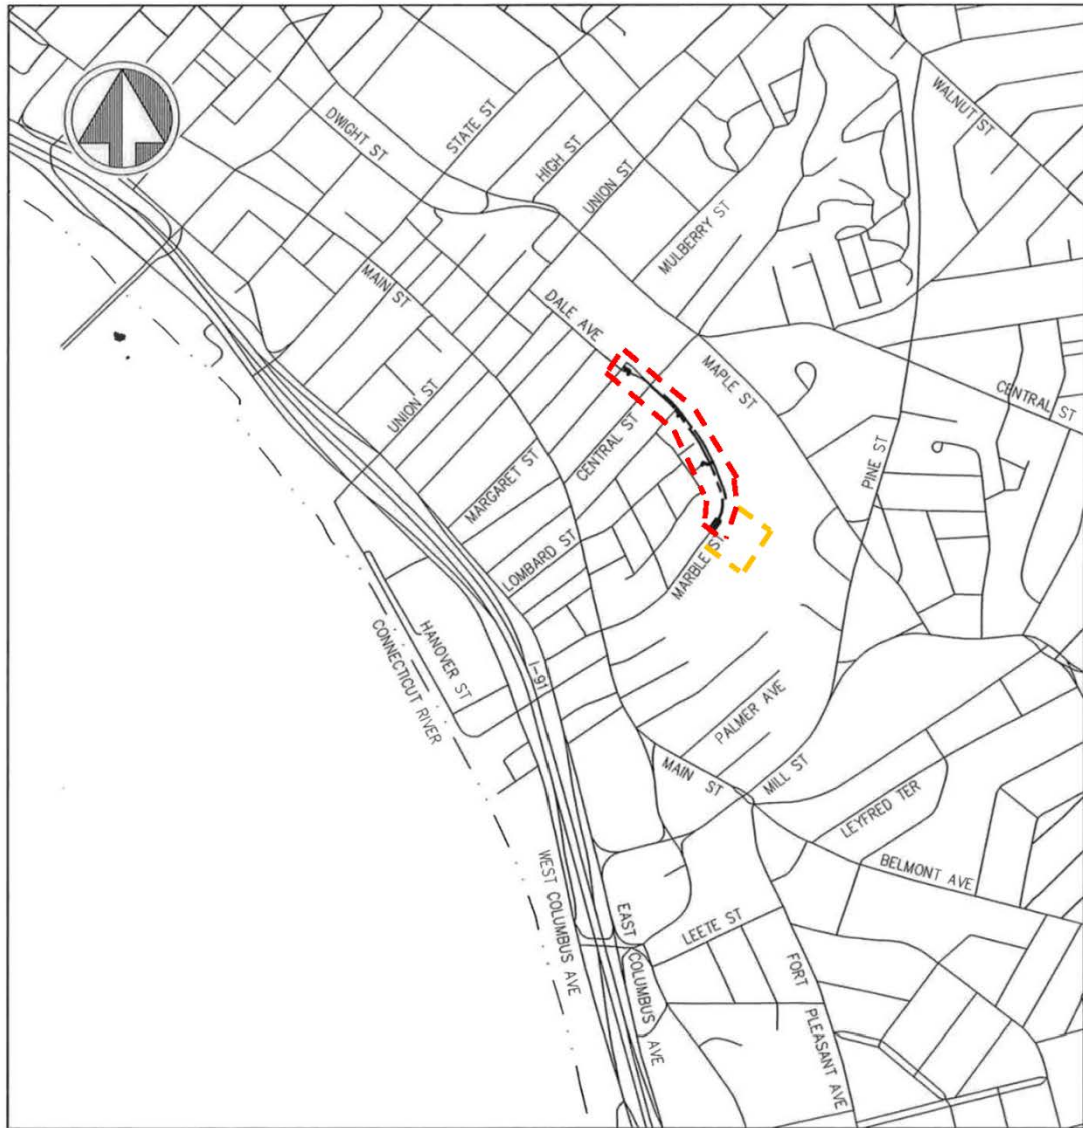 WALNUT ST
STATE ST
DWIGHT ST
HIGH ST
UNION ST
MULBERRY ST
MAIN ST
DALE AVE
MAPLE ST
CENTRAL ST
UNION ST
CENTRAL ST
PINE ST
MARGARET ST
LOMBARD ST
MARBLE ST
HANOVER ST
CONNECTICUT RIVER
I-91
PALMER AVE
MAIN ST
MILL ST
LEYFRED TER
BELMONT AVE
WEST COLUMBUS AVE
EAST COLUMBUS AVE
LEETE ST
FORT PLEASANT AVE